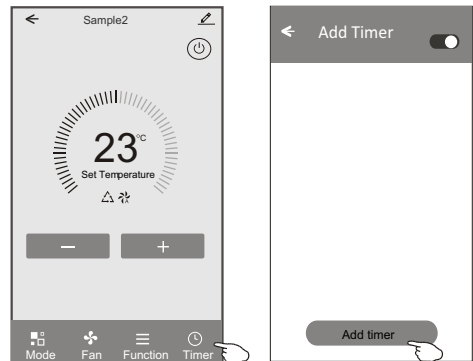 Sample2
23°C
Set Temperature
Mode Fan Function Timer
Add Timer
Add timer